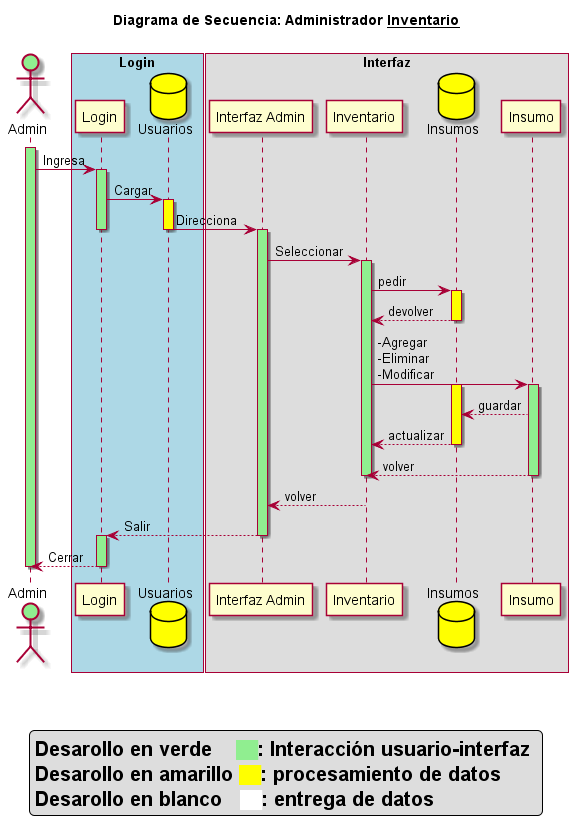 Diagrama de Secuencia: Administrador Inventario
Login
Interfaz
Admin
Login
Usuarios
Interfaz Admin
Inventario
Insumos
Insumo
Ingresa
Cargar
Direcciona
Seleccionar
pedir
devolver
-Agregar
-Eliminar
-Modificar
guardar
actualizar
volver
volver
Salir
Cerrar
Admin
Login
Usuarios
Interfaz Admin
Inventario
Insumos
Insumo
Desarollo en verde : Interacción usuario-interfaz
Desarollo en amarillo : procesamiento de datos
Desarollo en blanco : entrega de datos